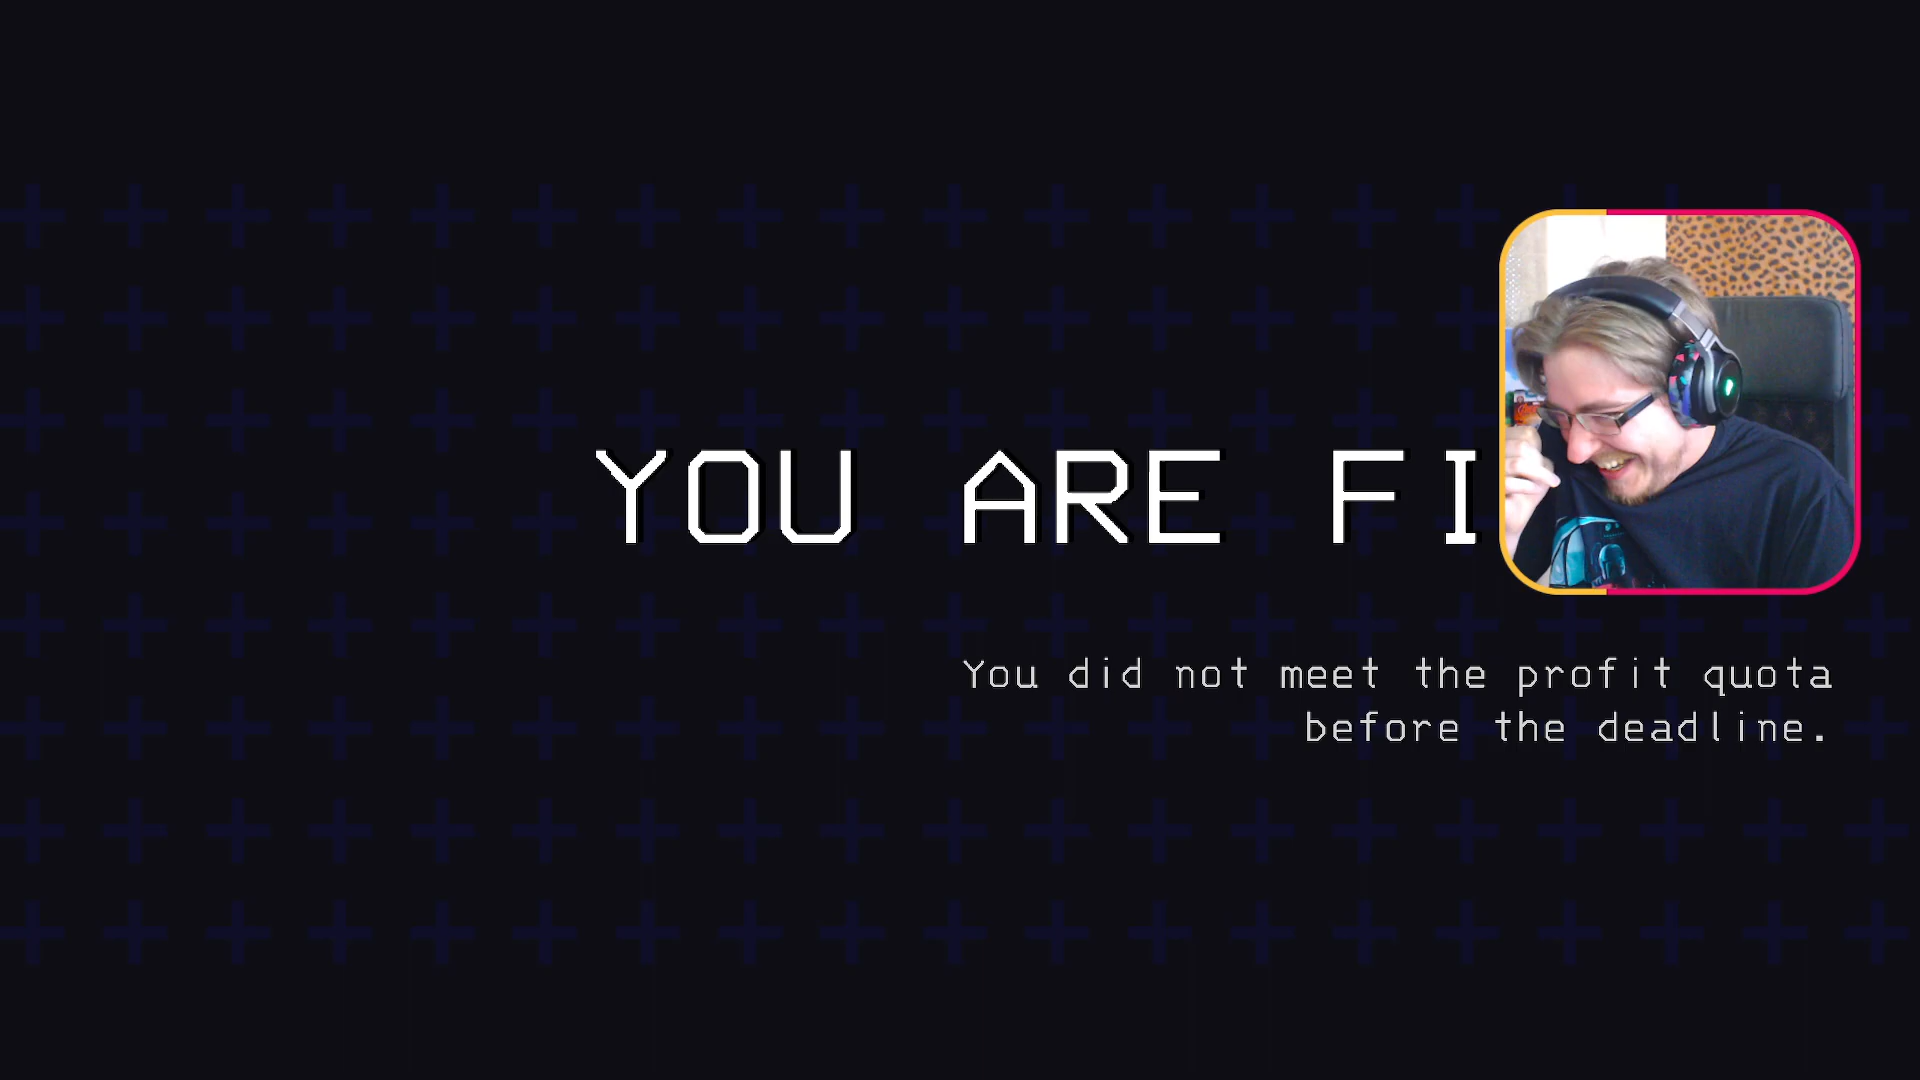 YOU ARE FI
You did not meet the profit quota
before the deadline.